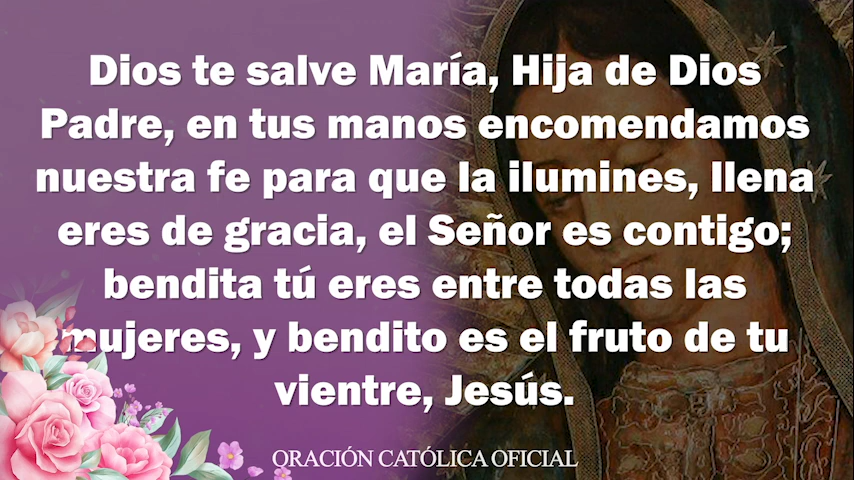 Dios te salve María, Hija de Dios
Padre, en tus manos encomendamos
nuestra fe para que la ilumines, llena
eres de gracia, el Señor es contigo;
bendita tú eres entre todas las
mujeres, y bendito es el fruto de tu
vientre, Jesús.
ORACIÓN CATÓLICA OFICIAL